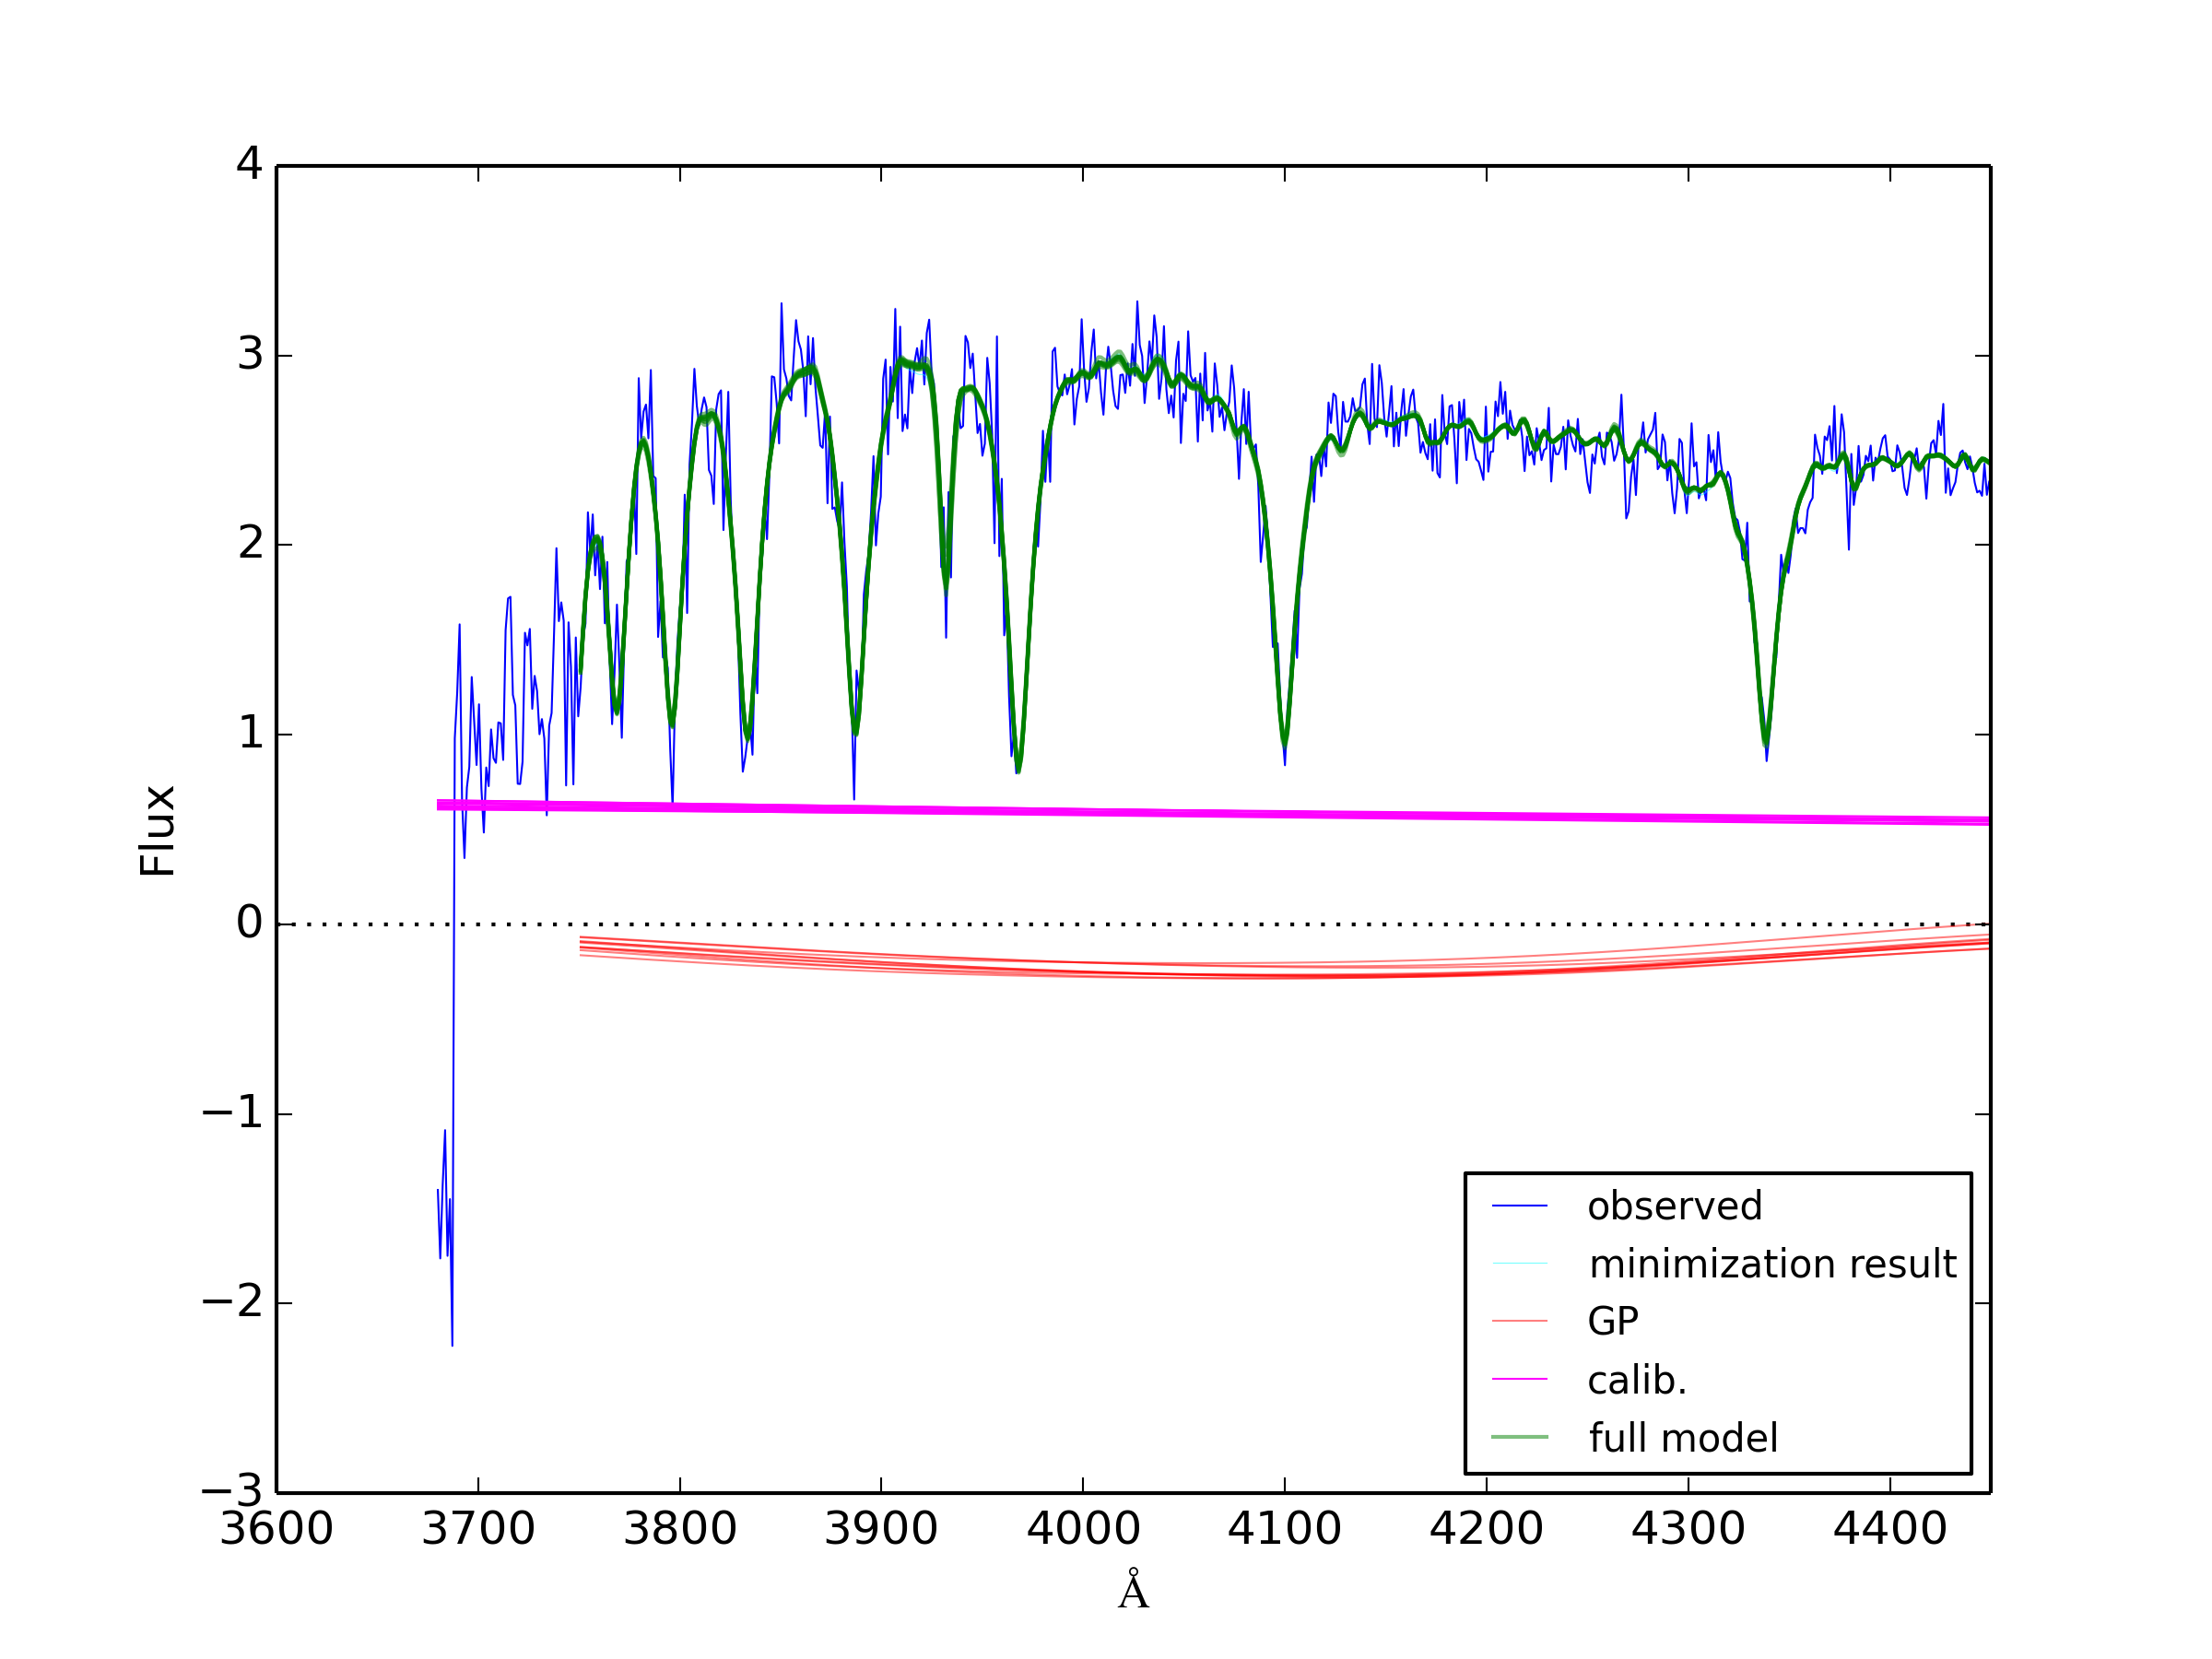 4
3
2
1
0
−1
−2
−3
Flux
3600 3700 3800 3900 4000 4100 4200 4300 4400
Å
observed
minimization result
GP
calib.
full model